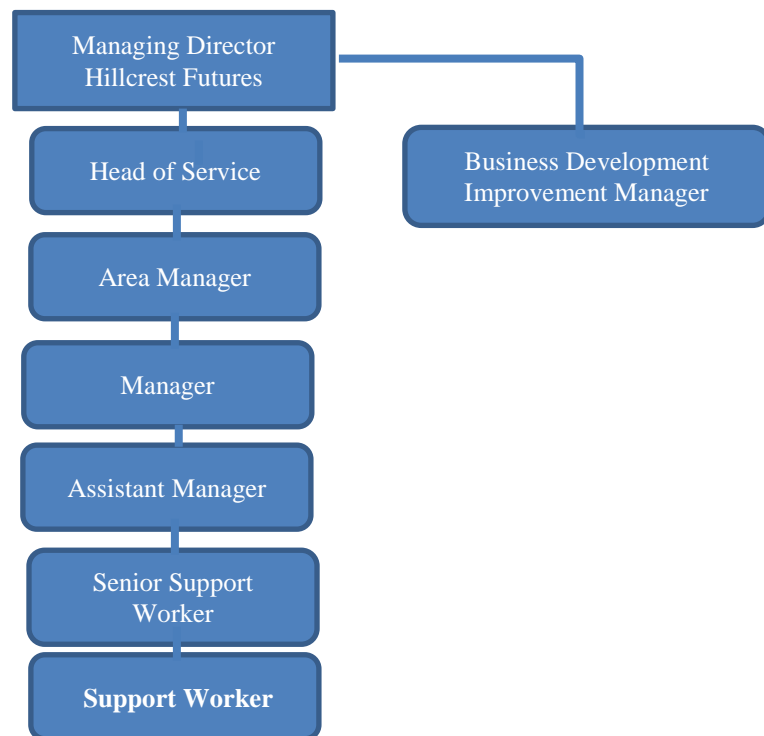 Managing Director
Hillcrest Futures
Head of Service
Business Development
Improvement Manager
Area Manager
Manager
Assistant Manager
Senior Support
Worker
Support Worker